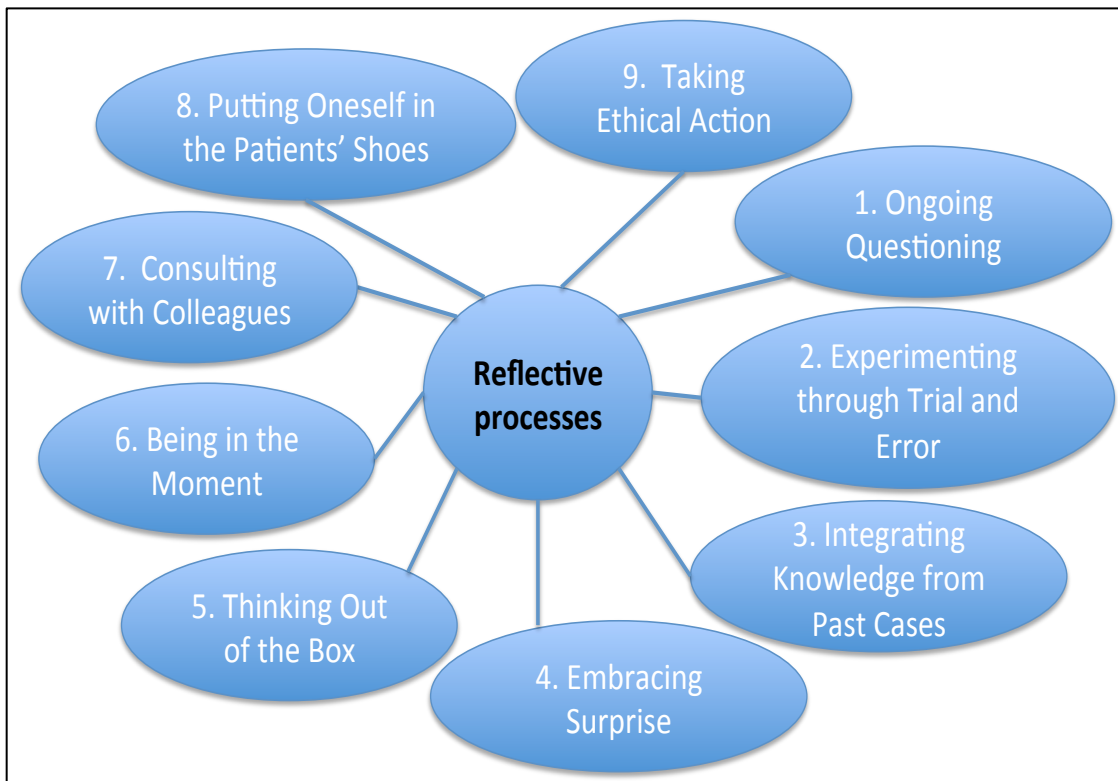 Reflective
processes
1. Ongoing
Questioning
2. Experimenting
through Trial and
Error
3. Integrating
Knowledge from
Past Cases
4. Embracing
Surprise
5. Thinking Out
of the Box
6. Being in the
Moment
7. Consulting
with Colleagues
8. Putting Oneself in
the Patients’ Shoes
9. Taking
Ethical Action